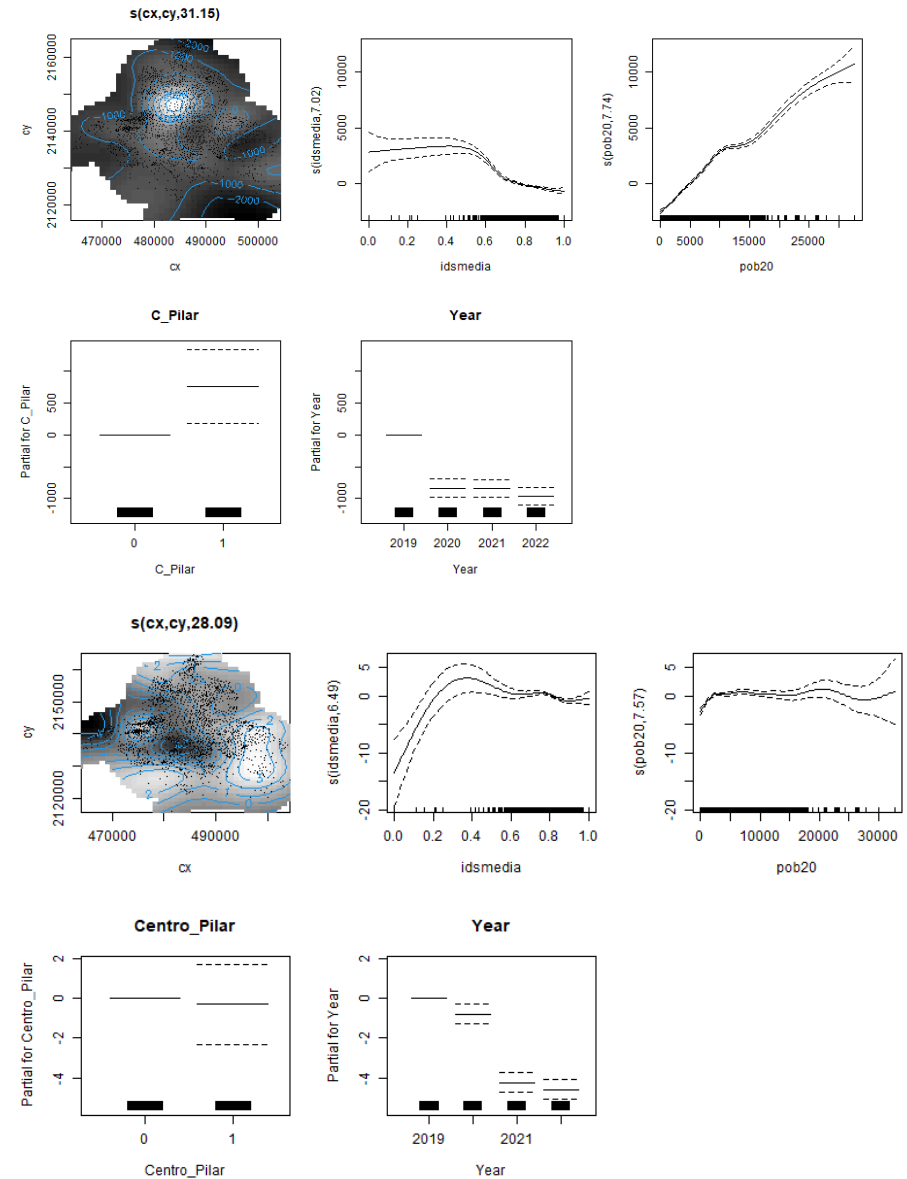 s(cx,cy,31.15)
cy
2120000 2140000 2160000
-2000
-1200
-1000
0
-1000
-1000
-1000
-2000
470000 480000 490000 500000
cx
s(idsmedia,7.02)
0 5000 10000
0.0 0.2 0.4 0.6 0.8 1.0
idsmedia
s(pob20,7.74)
0 5000 10000
0 5000 15000 25000
pob20
C_Pilar
Partial for C_Pilar
-1000 0 500
0 1
C_Pilar
Year
Partial for Year
-1000 0 500
2019 2020 2021 2022
Year
s(cx,cy,28.09)
cy
2120000 2150000
2
2
3
2
0
470000 490000
cx
s(idsmedia,6.49)
-20 -10 0 5
0.0 0.2 0.4 0.6 0.8 1.0
idsmedia
s(pob20,7.57)
-20 -10 0 5
0 10000 20000 30000
pob20
Centro_Pilar
Partial for Centro_Pilar
-4 -2 0 2
0 1
Centro_Pilar
Year
Partial for Year
-4 -2 0 2
2019 2021
Year